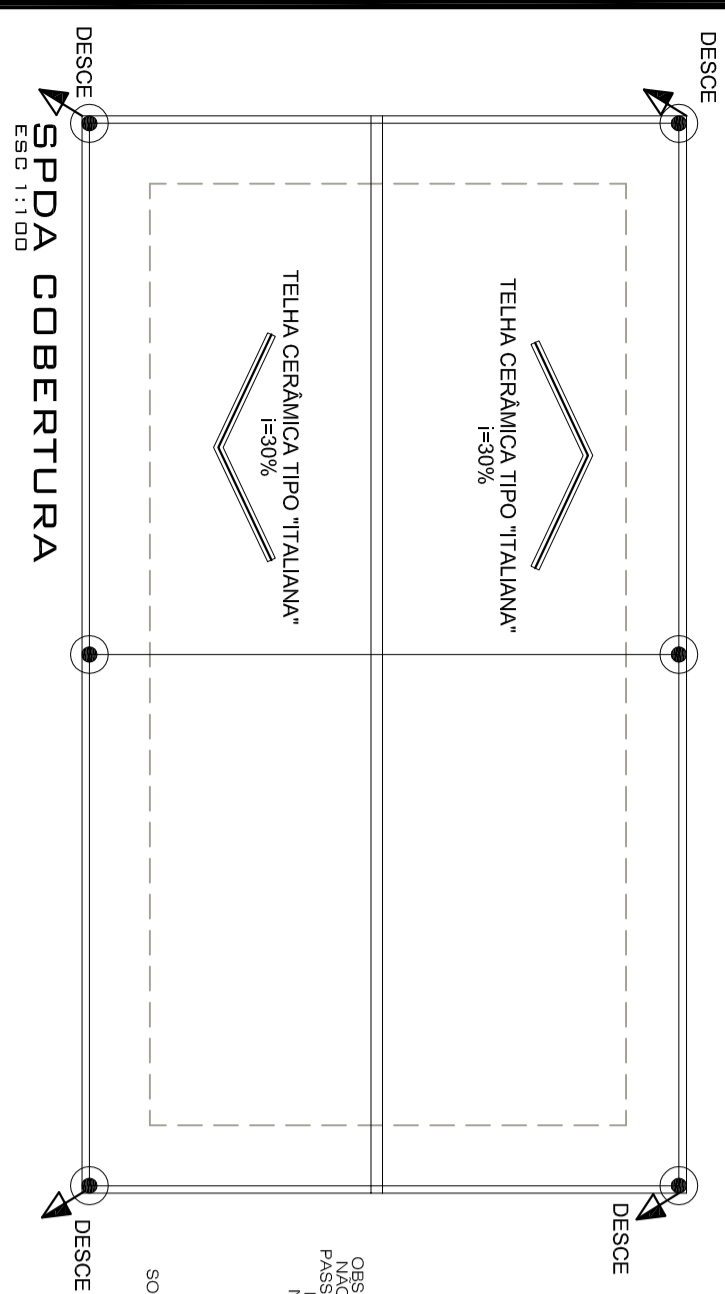 DESCE
DESCE
TELHA CERÂMICA TIPO "ITALIANA"
i=30%
TELHA CERÂMICA TIPO "ITALIANA"
i=30%
DESCE
DESCE
SPDA COBERTURA
ESC 1:100
OBS
NÃO
PASS
SO